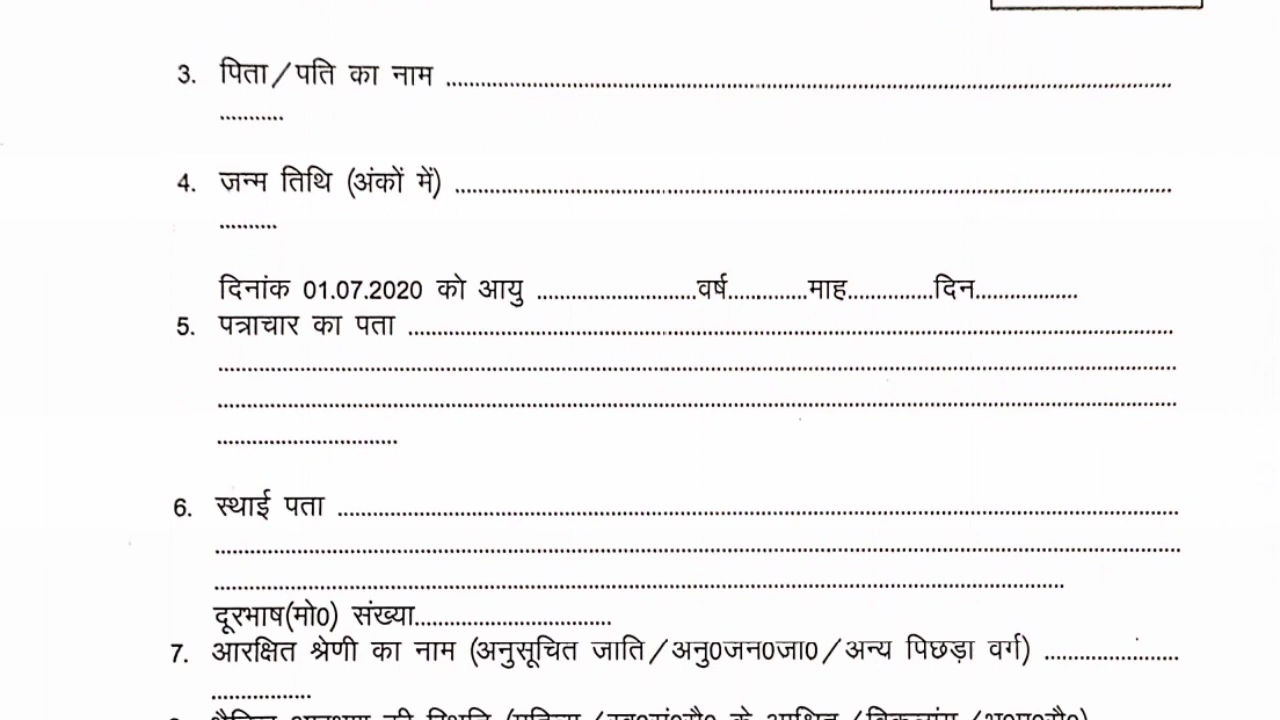 3. पिता/पति का नाम ....................................................................................
...........
4. जन्म तिथि (अंकों में) ....................................................................................
..........
दिनांक 01.07.2020 को आयु ...........................वर्ष..............माह...............दिन..................
5. पत्राचार का पता ....................................................................................
....................................................................................
....................................................................................
...............................
6. स्थाई पता ....................................................................................
....................................................................................
....................................................................................
दूरभाष(मो0) संख्या..................................
7. आरक्षित श्रेणी का नाम (अनुसूचित जाति/अनु0जन0जा0/अन्य पिछड़ा वर्ग) .......................
.................